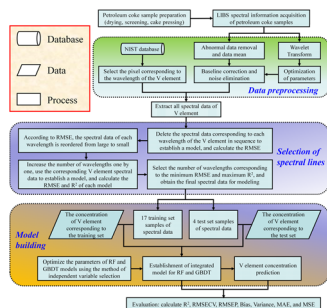 Petroleum coke sample preparation
(drying, screening, cake pressing)
LIBS spectral information acquisition
of petroleum coke samples
Database
Data
Process
NIST database
Abnormal data removal
and data mean
Wavelet
Transform
Select the pixel corresponding to
the wavelength of the V element
Baseline correction and
noise elimination
Optimization
of parameters
Data preprocessing
Extract all spectral data of
V element
According to RMSE, the spectral data of each
wavelength is reordered from large to small
Delete the spectral data corresponding to each
wavelength of the V element in sequence to
establish a model, and calculate the RMSE
Selection of
spectral lines
Increase the number of wavelengths one by
one, use the corresponding V element spectral
data to establish a model, and calculate the
RMSE and R² of each model
Select the number of wavelengths corresponding
to the minimum RMSE and maximum R², and
obtain the final spectral data for modeling
Model
building
The concentration
of V element
corresponding to
the training set
17 training set
samples of
spectral data
4 test set samples
of spectral data
The concentration
of V element
corresponding to
the test set
Optimize the parameters of RF and
GBDT models using the method of
independent variable selection
Establishment of integrated
model for RF and GBDT
V element concentration
prediction
Evaluation: calculate R², RMSECV, RMSEP, Bias, Variance, MAE, and MSE